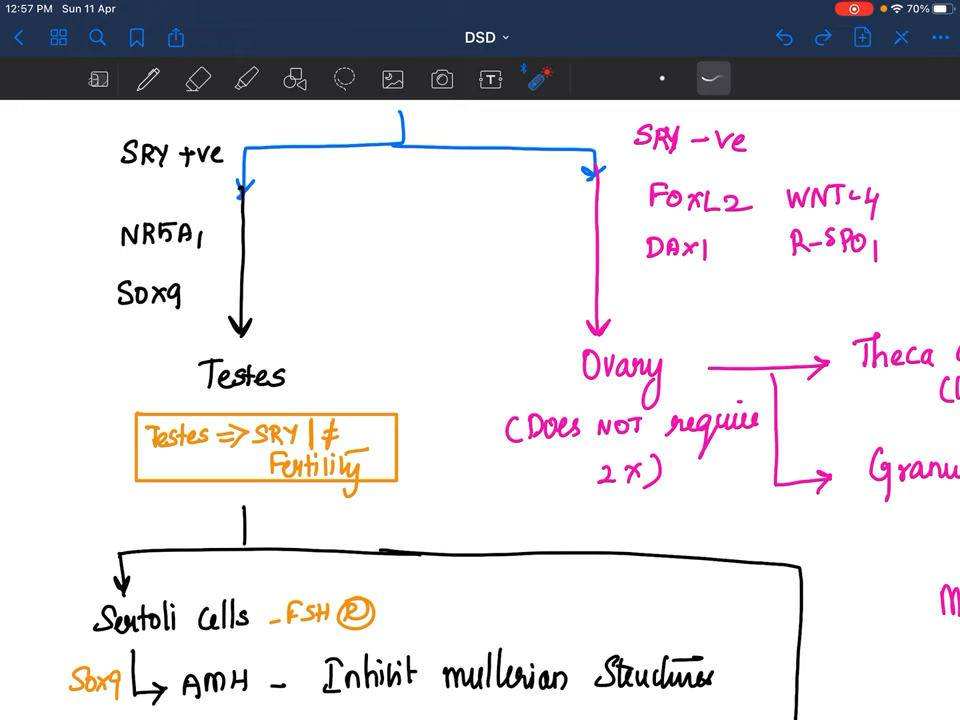 12:57 PM Sun 11 Apr
70%
DSD
SRY +ve
NR5A1
SOX9
Testes
Testes => SRY | ≠
Fertility
SRY -ve
FOXL2 WNT-4
DAX1 R-SPO1
Ovary
(Does NOT require
2 X)
Theca
Granu
Sertoli Cells - FSH (R)
Sox9
AMH - Inhibit mullerian Structures